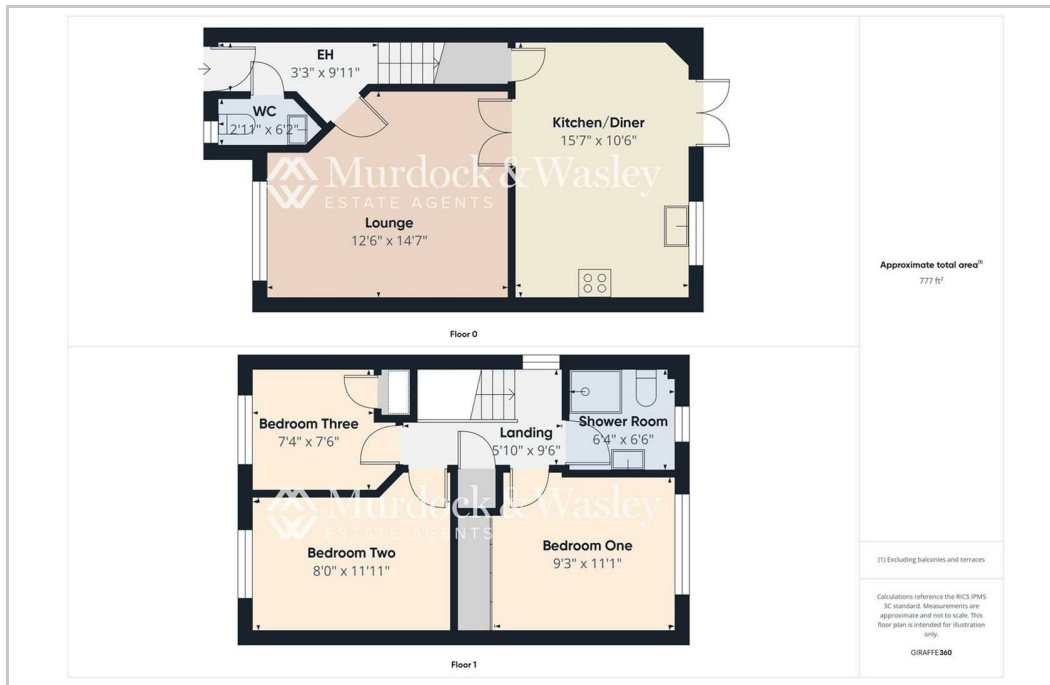 EH
3'3" x 9'11"
WC
2'11" x 6'2"
Kitchen/Diner
15'7" x 10'6"
Murdock & Wasley
ESTATE AGENTS
Lounge
12'6" x 14'7"
Floor 0
Approximate total area(1)
777 ft²
Bedroom Three
7'4" x 7'6"
Landing
5'10" x 9'6"
Shower Room
6'4" x 6'6"
Murdock & Wasley
ESTATE AGENTS
Bedroom Two
8'0" x 11'11"
Bedroom One
9'3" x 11'1"
Floor 1
(1) Excluding balconies and terraces
Calculations reference the RICS IPMS
3C standard. Measurements are
approximate and not to scale. This
floor plan is intended for illustration
only.
GIRAFFE360